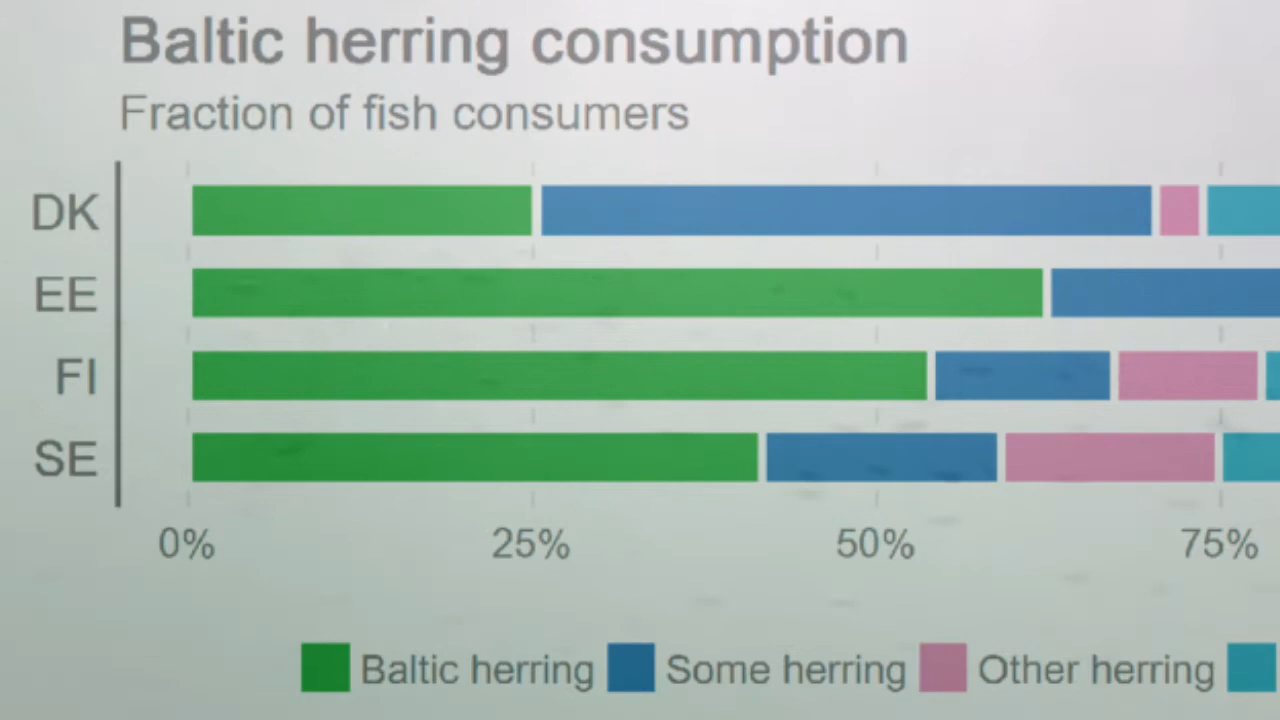 Baltic herring consumption
Fraction of fish consumers
DK
EE
FI
SE
0% 25% 50% 75%
Baltic herring Some herring Other herring